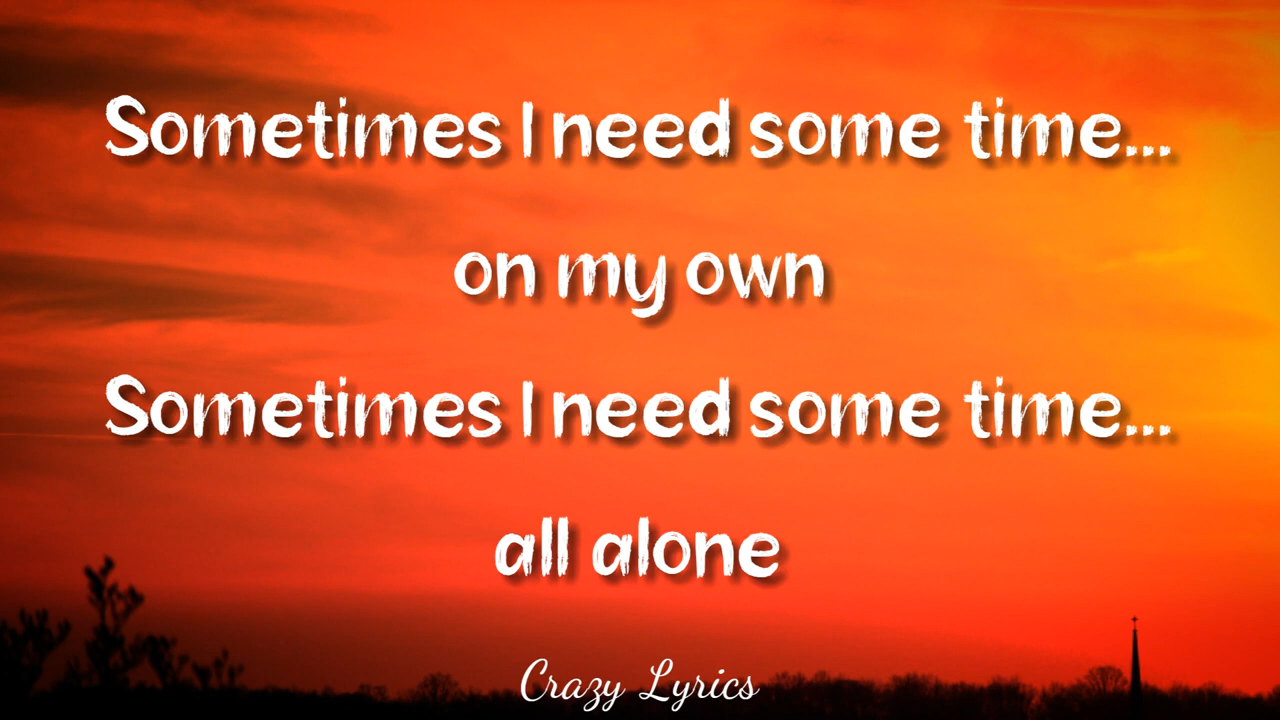 Sometimes I need some time...
on my own
Sometimes I need some time...
all alone
Crazy Lyrics